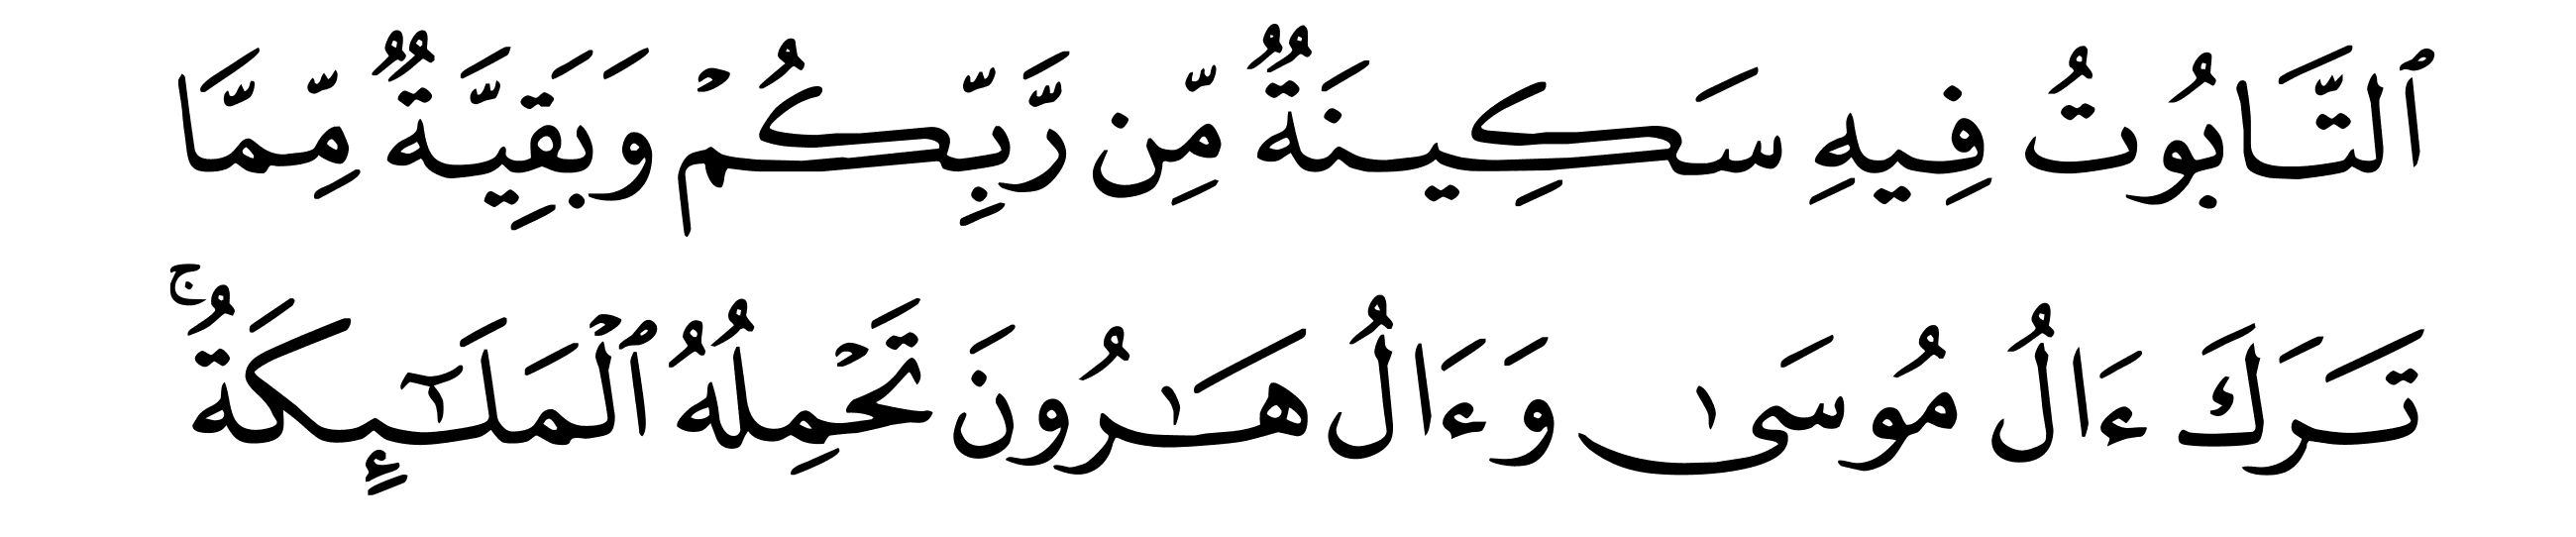 ٱلتَّابُوتُ فِيهِ سَكِينَةٌ مِّن رَّبِّكُمْ وَبَقِيَّةٌ مِّمَّا
تَرَكَ ءَالُ مُوسَىٰ وَءَالُ هَـٰرُونَ تَحْمِلُهُ ٱلْمَلَـٰٓئِكَةُ ۚ